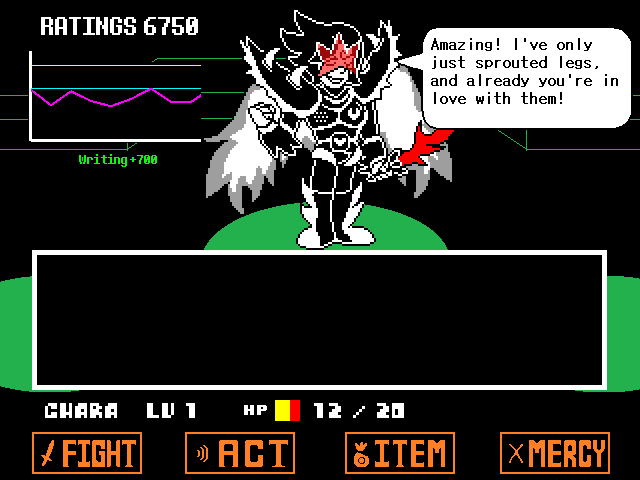 RATINGS 6750
Amazing! I've only
just sprouted legs,
and already you're in
love with them!
Writing+700
CHARA LV 1 HP 12 / 20
FIGHT ACT ITEM MERCY